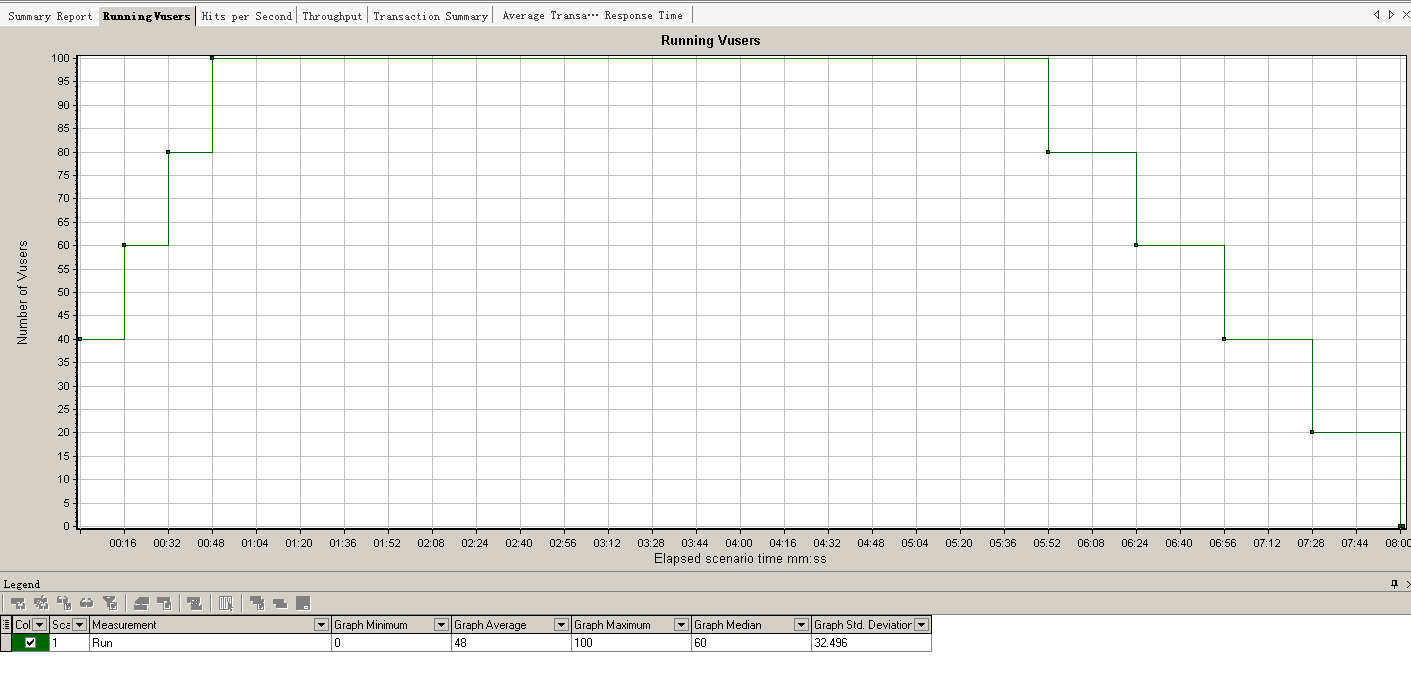 Summary Report Running Vusers Hits per Second Throughput Transaction Summary Average Transa… Response Time
Running Vusers
Number of Vusers
100
95
90
85
80
75
70
65
60
55
50
45
40
35
30
25
20
15
10
5
0
00:16 00:32 00:48 01:04 01:20 01:36 01:52 02:08 02:24 02:40 02:56 03:12 03:28 03:44 04:00 04:16 04:32 04:48 05:04 05:20 05:36 05:52 06:08 06:24 06:40 06:56 07:12 07:28 07:44 08:00
Elapsed scenario time mm:ss
Legend
Col Sca Measurement Graph Minimum Graph Average Graph Maximum Graph Median Graph Std. Deviation
1 Run 0 48 100 60 32.496